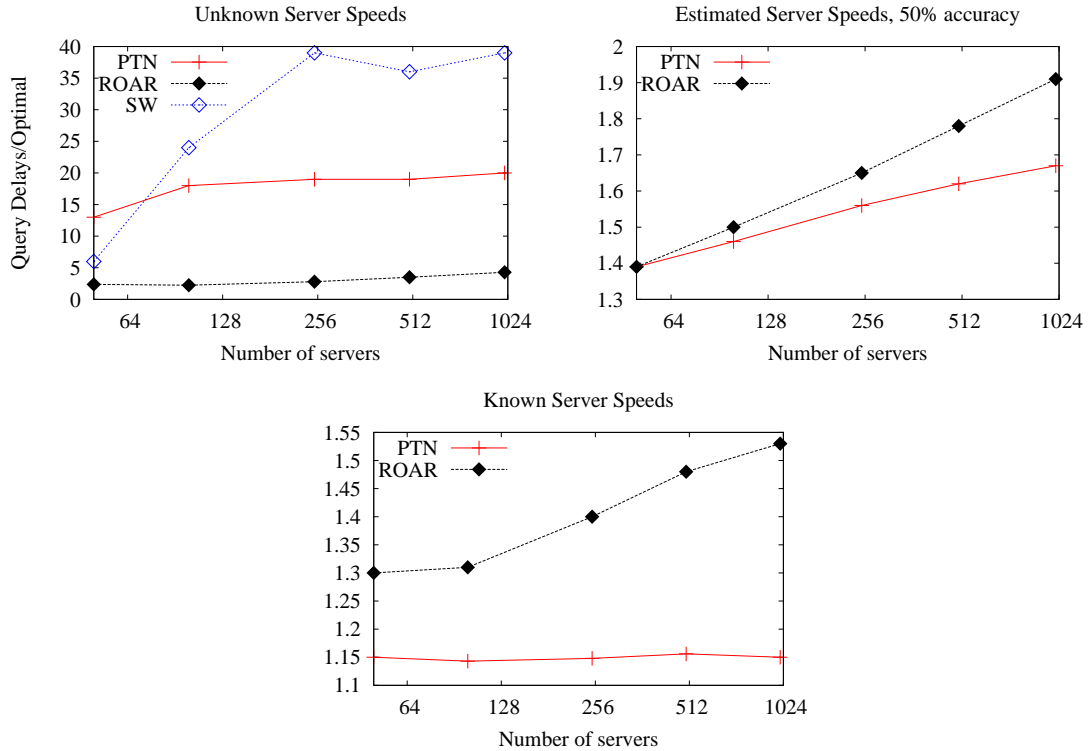 Unknown Server Speeds
Query Delays/Optimal
40
35
30
25
20
15
10
5
0
PTN
ROAR
SW
64 128 256 512 1024
Number of servers
Estimated Server Speeds, 50% accuracy
2
1.9
1.8
1.7
1.6
1.5
1.4
1.3
PTN
ROAR
64 128 256 512 1024
Number of servers
Known Server Speeds
1.55
1.5
1.45
1.4
1.35
1.3
1.25
1.2
1.15
1.1
PTN
ROAR
64 128 256 512 1024
Number of servers